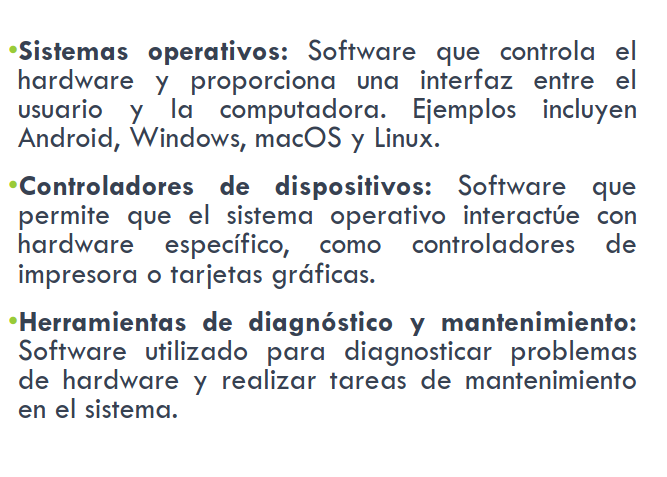 •Sistemas operativos: Software que controla el
hardware y proporciona una interfaz entre el
usuario y la computadora. Ejemplos incluyen
Android, Windows, macOS y Linux.
•Controladores de dispositivos: Software que
permite que el sistema operativo interactúe con
hardware específico, como controladores de
impresora o tarjetas gráficas.
•Herramientas de diagnóstico y mantenimiento:
Software utilizado para diagnosticar problemas
de hardware y realizar tareas de mantenimiento
en el sistema.